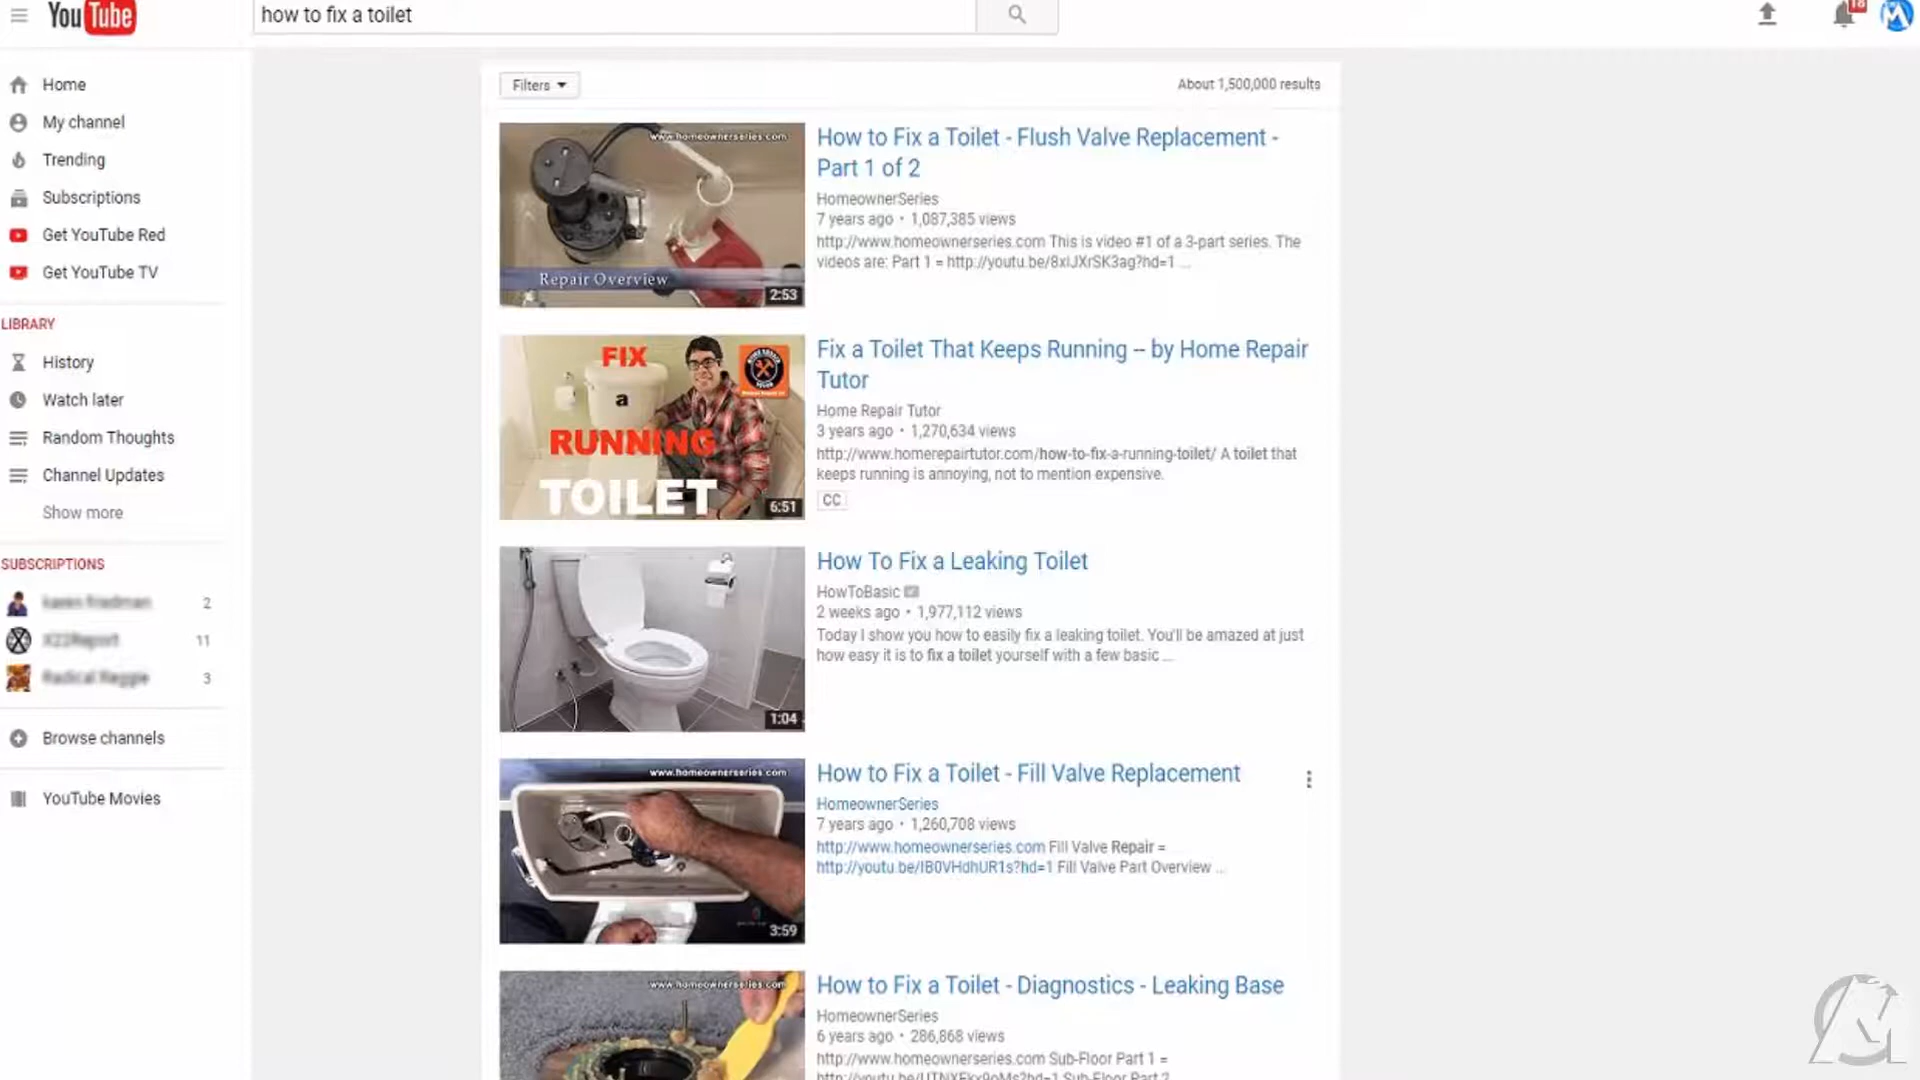 YouTube
how to fix a toilet
18
Home
My channel
Trending
Subscriptions
Get YouTube Red
Get YouTube TV
LIBRARY
History
Watch later
Random Thoughts
Channel Updates
Show more
SUBSCRIPTIONS
karen friedman 2
X22Report 11
Radical Reggie 3
Browse channels
YouTube Movies
Filters
About 1,500,000 results
www.homeownerseries.com
Repair Overview
2:53
How to Fix a Toilet - Flush Valve Replacement -
Part 1 of 2
HomeownerSeries
7 years ago • 1,087,385 views
http://www.homeownerseries.com This is video #1 of a 3-part series. The
videos are: Part 1 = http://youtu.be/8xIJXrSK3ag?hd=1 ...
FIX
a
RUNNING
TOILET
6:51
Fix a Toilet That Keeps Running -- by Home Repair
Tutor
Home Repair Tutor
3 years ago • 1,270,634 views
http://www.homerepairtutor.com/how-to-fix-a-running-toilet/ A toilet that
keeps running is annoying, not to mention expensive.
CC
1:04
How To Fix a Leaking Toilet
HowToBasic
2 weeks ago • 1,977,112 views
Today I show you how to easily fix a leaking toilet. You'll be amazed at just
how easy it is to fix a toilet yourself with a few basic ...
www.homeownerseries.com
3:59
How to Fix a Toilet - Fill Valve Replacement
HomeownerSeries
7 years ago • 1,260,708 views
http://www.homeownerseries.com Fill Valve Repair =
http://youtu.be/IB0VHdhUR1s?hd=1 Fill Valve Part Overview ...
www.homeownerseries.com
How to Fix a Toilet - Diagnostics - Leaking Base
HomeownerSeries
6 years ago • 286,868 views
http://www.homeownerseries.com Sub-Floor Part 1 =